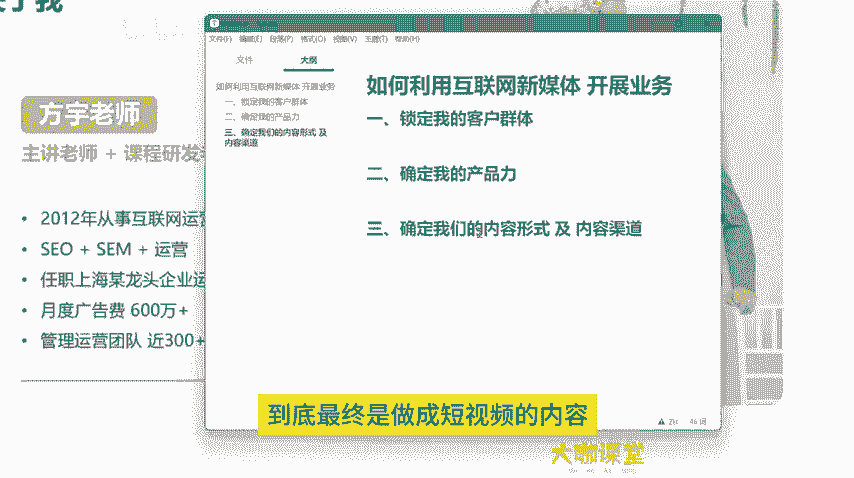 方宇老师
主讲老师 + 课程研发
2012年从事互联网运营
SEO + SEM + 运营
任职上海某龙头企业运
月度广告费 600万+
管理运营团队 近300+
文件(F) 编辑(E) 段落(P) 格式(O) 视图(V) 主题(T) 帮助(H)
文件 大纲
如何利用互联网新媒体 开展业务
一、锁定我的客户群体
二、确定我的产品力
三、确定我们的内容形式 及
内容渠道
如何利用互联网新媒体 开展业务
一、锁定我的客户群体
二、确定我的产品力
三、确定我们的内容形式 及 内容渠道
46 词
到底最终是做成短视频的内容
大咖课堂